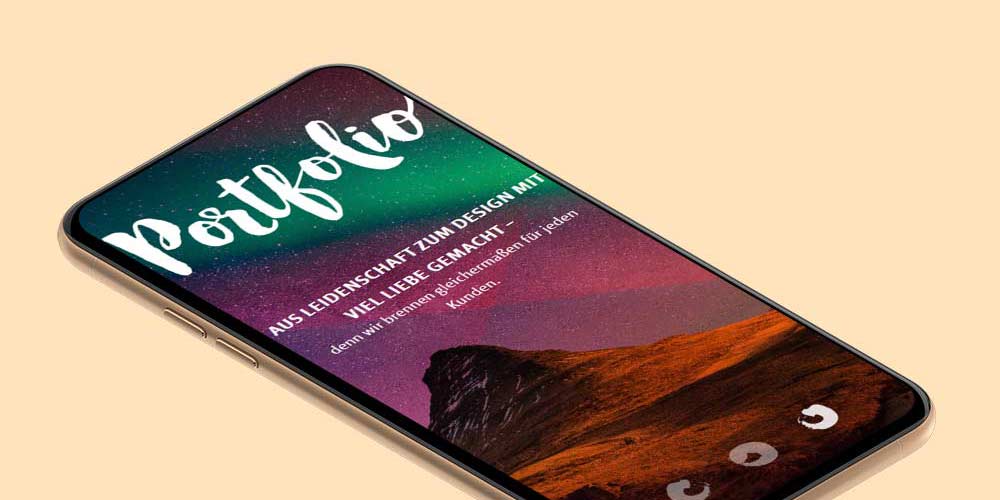 Portfolio
AUS LEIDENSCHAFT ZUM DESIGN MIT
VIEL LIEBE GEMACHT –
denn wir brennen gleichermaßen für jeden
Kunden.